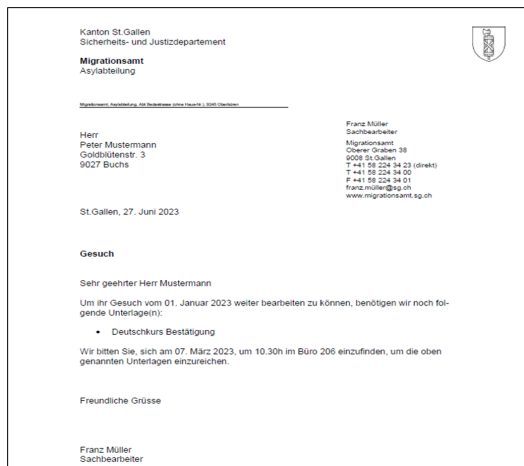 Kanton St.Gallen
Sicherheits- und Justizdepartement
Migrationsamt
Asylabteilung
Migrationsamt, Asylabteilung, 9245 Oberbüren
Herr
Peter Mustermann
Goldblütenstr. 3
9027 Buchs
Franz Müller
Sachbearbeiter
Migrationsamt
Oberer Graben 38
9008 St.Gallen
T +41 58 224 34 23 (direkt)
T +41 58 224 34 00
F +41 58 224 34 01
franz.müller@sg.ch
www.migrationsamt.sg.ch
St.Gallen, 27. Juni 2023
Gesuch
Sehr geehrter Herr Mustermann
Um ihr Gesuch vom 01. Januar 2023 weiter bearbeiten zu können, benötigen wir noch fol-
gende Unterlage(n):
• Deutschkurs Bestätigung
Wir bitten Sie, sich am 07. März 2023, um 10.30h im Büro 206 einzufinden, um die oben
genannten Unterlagen einzureichen.
Freundliche Grüsse
Franz Müller
Sachbearbeiter